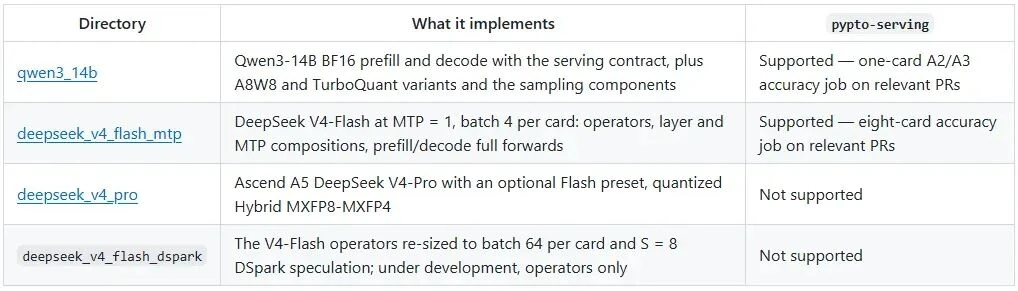 Directory What it implements pypto-serving
qwen3_14b
Qwen3-14B BF16 prefill and decode with the serving contract, plus
A8W8 and TurboQuant variants and the sampling components
Supported — one-card A2/A3
accuracy job on relevant PRs
deepseek_v4_flash_mtp
DeepSeek V4-Flash at MTP = 1, batch 4 per card: operators, layer and
MTP compositions, prefill/decode full forwards
Supported — eight-card accuracy
job on relevant PRs
deepseek_v4_pro
Ascend A5 DeepSeek V4-Pro with an optional Flash preset, quantized
Hybrid MXFP8-MXFP4
Not supported
deepseek_v4_flash_dspark
The V4-Flash operators re-sized to batch 64 per card and S = 8
DSpark speculation; under development, operators only
Not supported